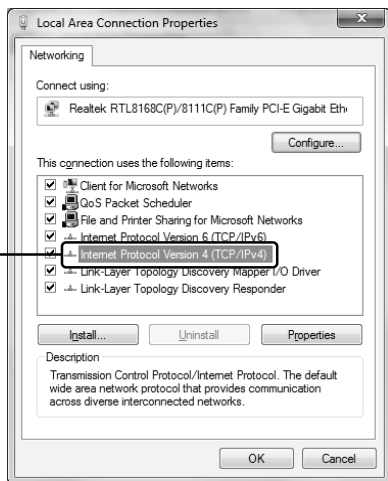 Local Area Connection Properties
x
Networking
Connect using:
Realtek RTL8168C(P)/8111C(P) Family PCI-E Gigabit Eth
Configure...
This connection uses the following items:
Client for Microsoft Networks
QoS Packet Scheduler
File and Printer Sharing for Microsoft Networks
Internet Protocol Version 6 (TCP/IPv6)
Internet Protocol Version 4 (TCP/IPv4)
Link-Layer Topology Discovery Mapper I/O Driver
Link-Layer Topology Discovery Responder
Install... Uninstall Properties
Description
Transmission Control Protocol/Internet Protocol. The default
wide area network protocol that provides communication
across diverse interconnected networks.
OK Cancel